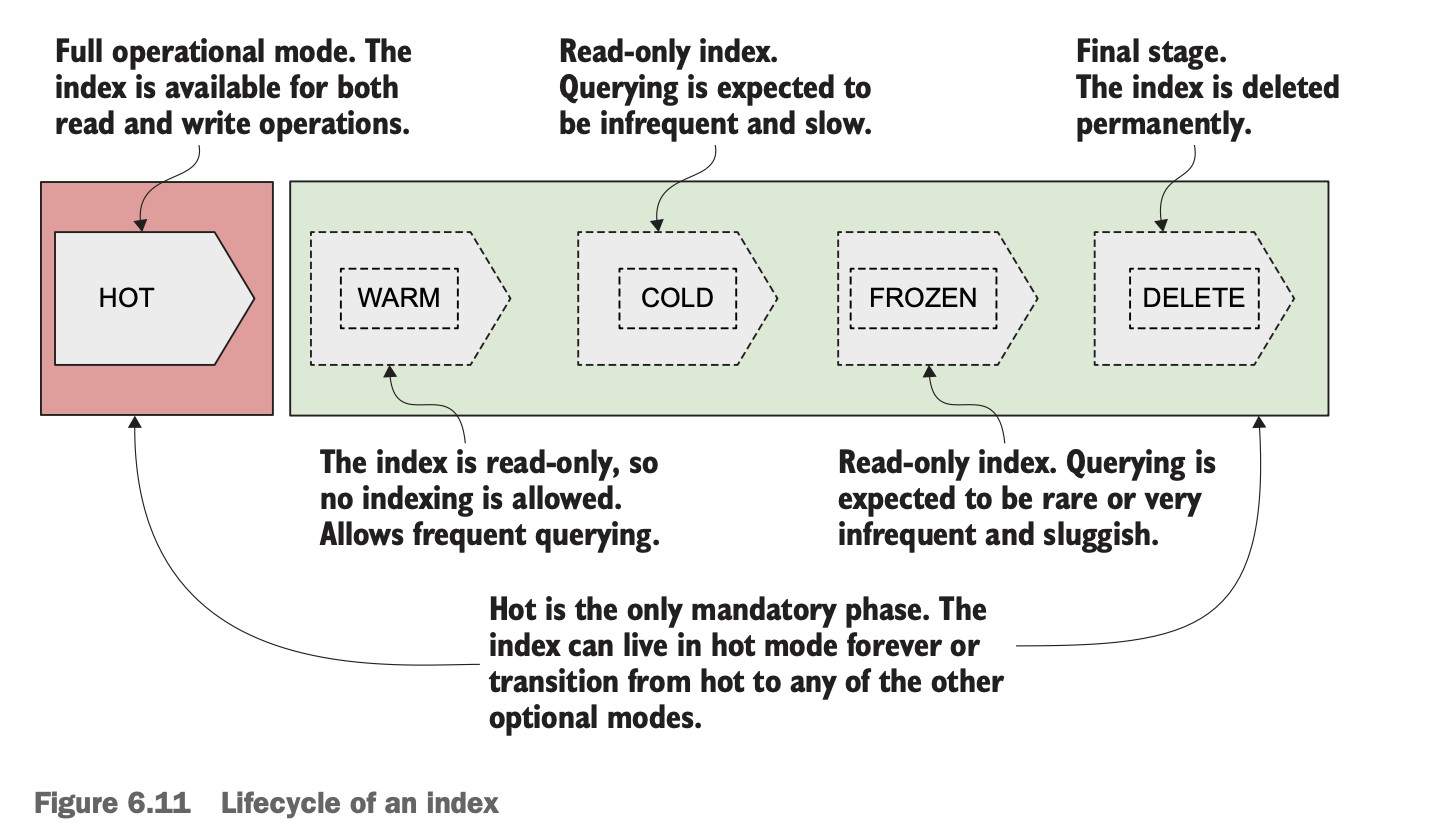 Full operational mode. The
index is available for both
read and write operations.
Read-only index.
Querying is expected to
be infrequent and slow.
Final stage.
The index is deleted
permanently.
HOT
WARM
COLD
FROZEN
DELETE
The index is read-only, so
no indexing is allowed.
Allows frequent querying.
Read-only index. Querying is
expected to be rare or very
infrequent and sluggish.
Hot is the only mandatory phase. The
index can live in hot mode forever or
transition from hot to any of the other
optional modes.
Figure 6.11 Lifecycle of an index